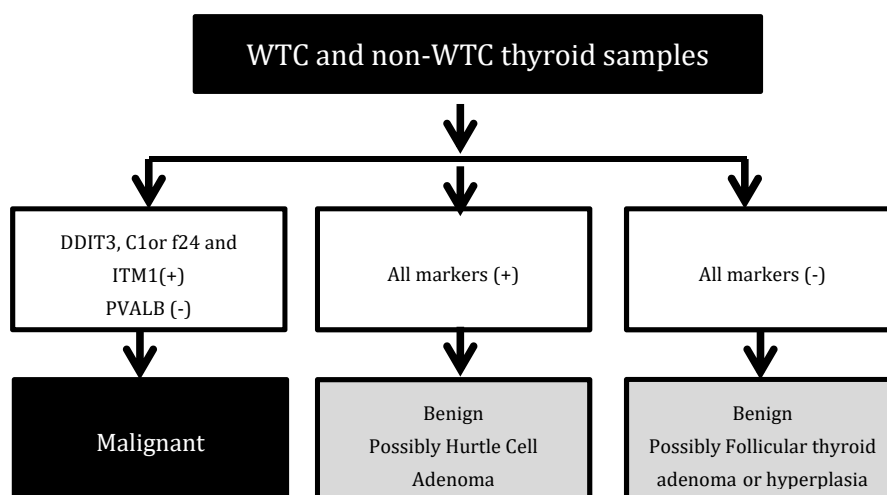 WTC and non-WTC thyroid samples
DDIT3, C1or f24 and
ITM1(+)
PVALB (-)
All markers (+)
All markers (-)
Malignant
Benign
Possibly Hurtle Cell
Adenoma
Benign
Possibly Follicular thyroid
adenoma or hyperplasia